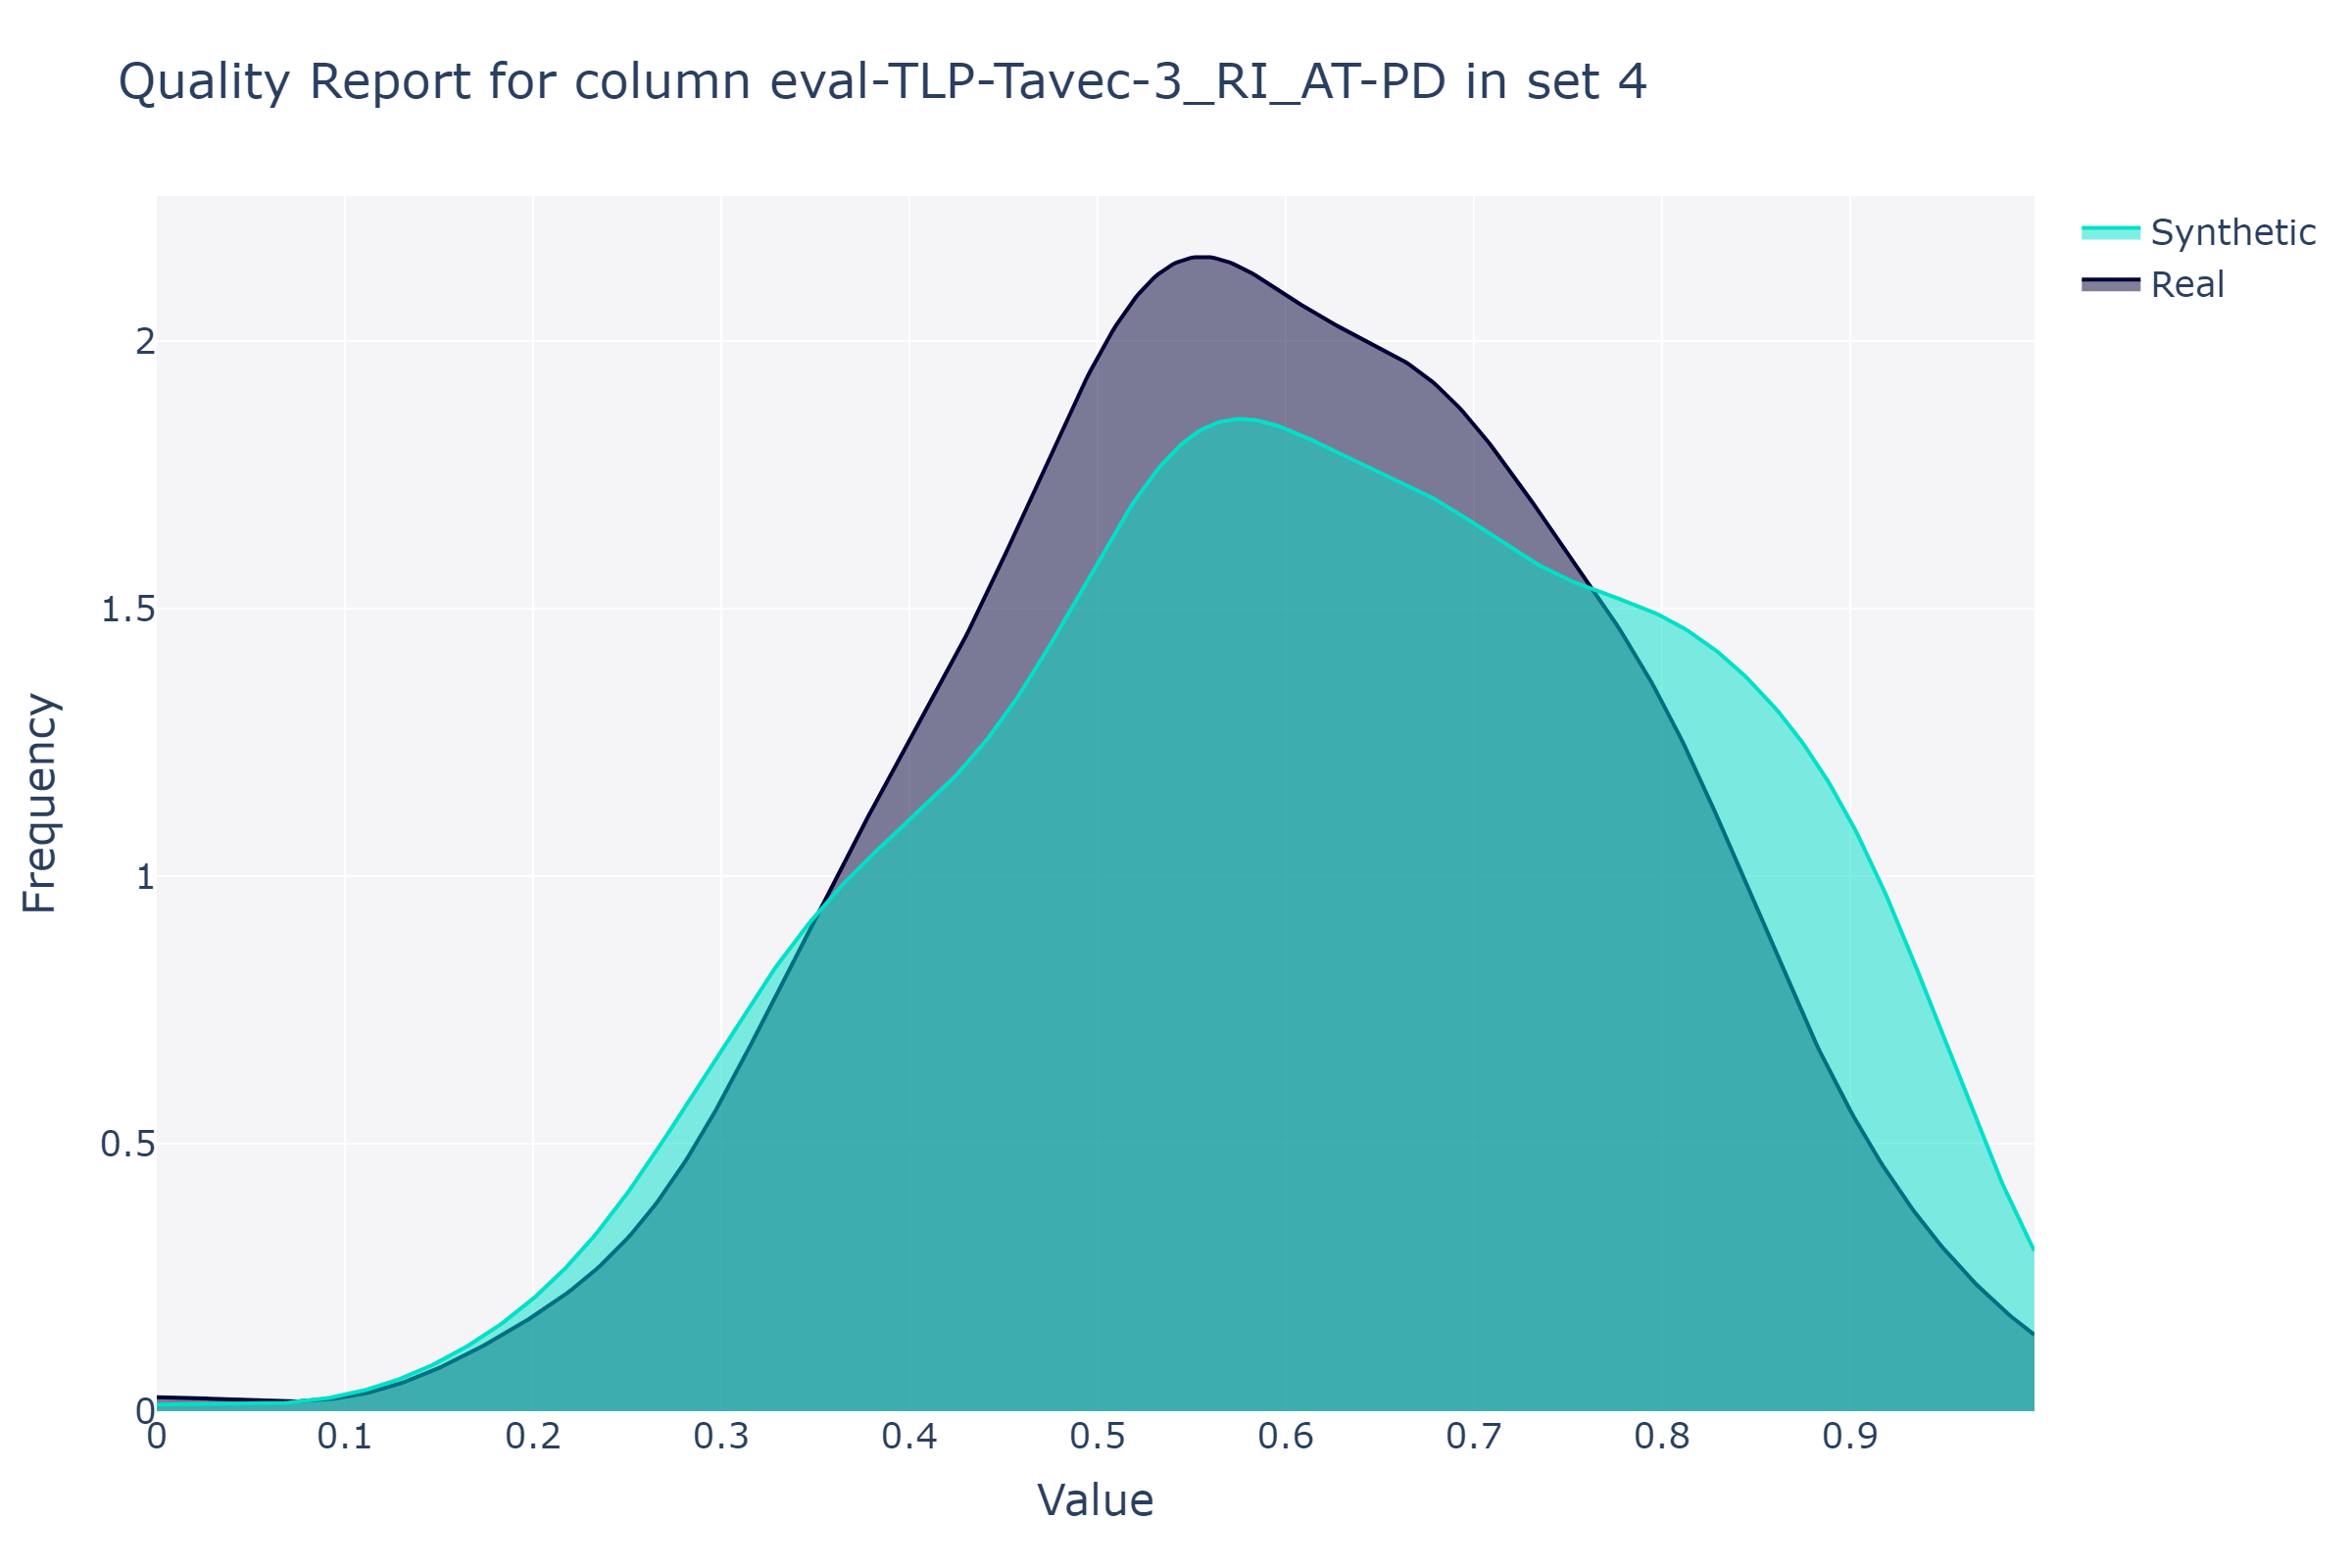 Quality Report for column eval-TLP-Tavec-3_RI_AT-PD in set 4
Synthetic
Real
Frequency
2
1.5
1
0.5
0
0 0.1 0.2 0.3 0.4 0.5 0.6 0.7 0.8 0.9
Value